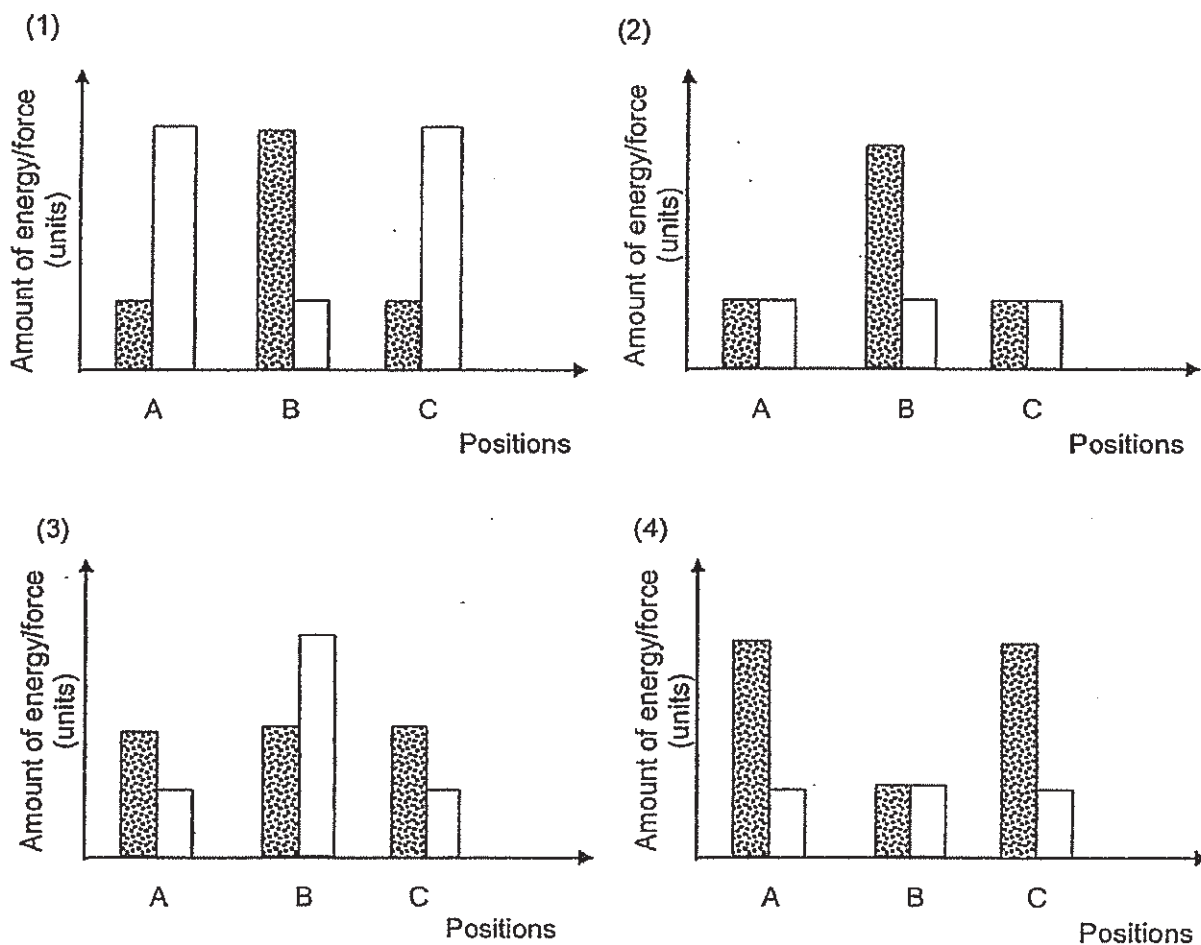 (1)
Amount of energy/force
(units)
A B C
Positions
(2)
Amount of energy/force
(units)
A B C
Positions
(3)
Amount of energy/force
(units)
A B C
Positions
(4)
Amount of energy/force
(units)
A B C
Positions